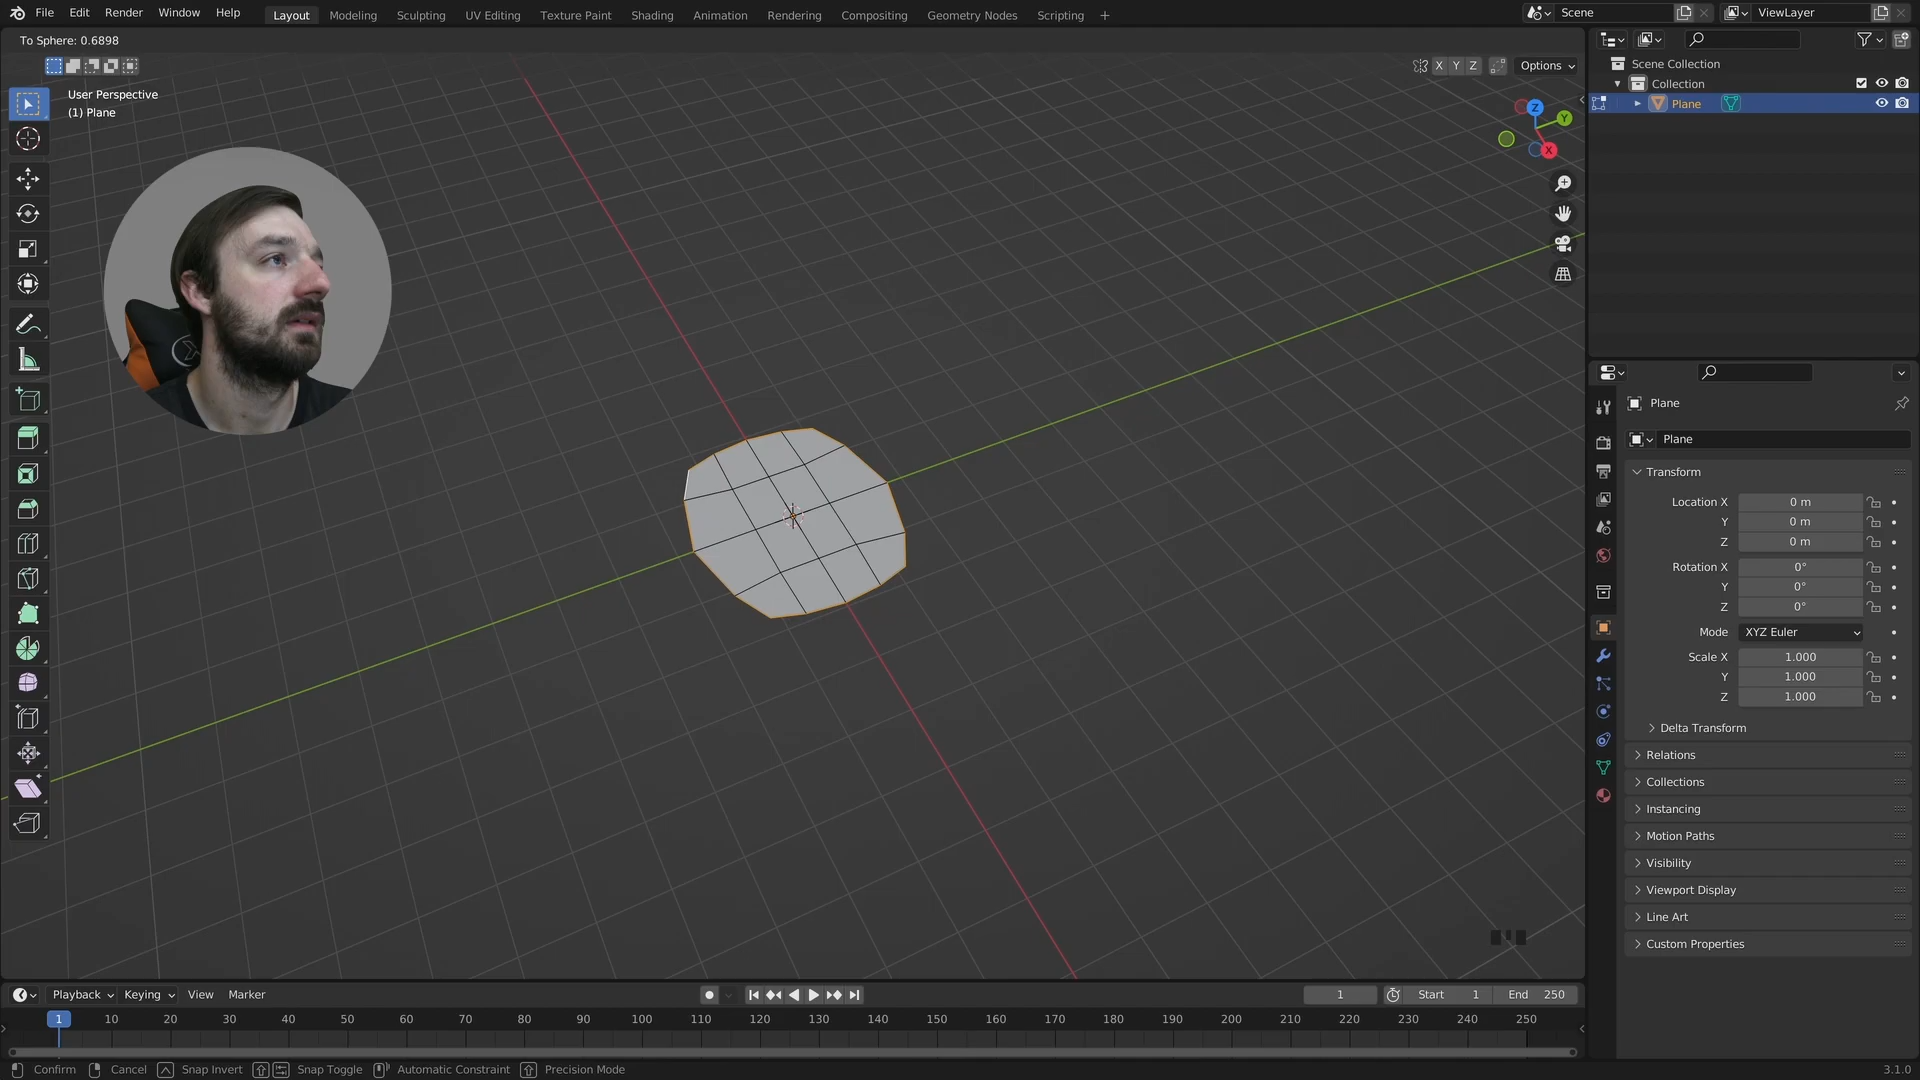 File Edit Render Window Help
Layout Modeling Sculpting UV Editing Texture Paint Shading Animation Rendering Compositing Geometry Nodes Scripting +
Scene
ViewLayer
To Sphere: 0.6898
X Y Z
Options
User Perspective
(1) Plane
Z
Y
X
Scene Collection
Collection
Plane
Plane
Plane
Transform
Location X 0 m
Y 0 m
Z 0 m
Rotation X 0°
Y 0°
Z 0°
Mode XYZ Euler
Scale X 1.000
Y 1.000
Z 1.000
Delta Transform
Relations
Collections
Instancing
Motion Paths
Visibility
Viewport Display
Line Art
Custom Properties
Playback Keying View Marker
1
Start 1
End 250
1 10 20 30 40 50 60 70 80 90 100 110 120 130 140 150 160 170 180 190 200 210 220 230 240 250
Confirm Cancel Snap Invert Snap Toggle Automatic Constraint Precision Mode
3.1.0